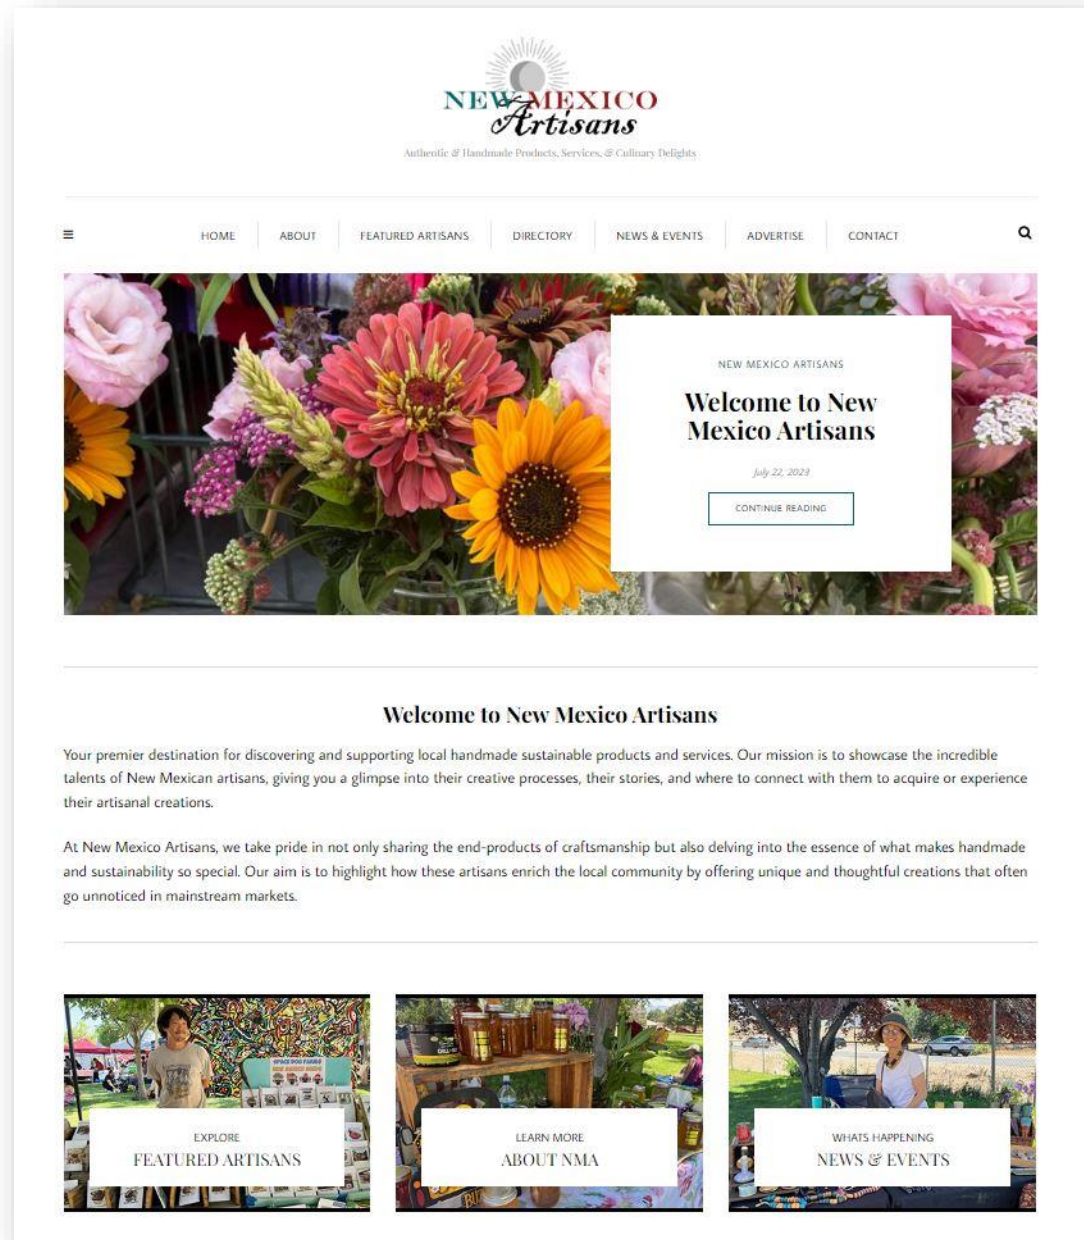 NEW MEXICO
Artisans
Authentic & Handmade Products, Services, & Culinary Delights
HOME
ABOUT
FEATURED ARTISANS
DIRECTORY
NEWS & EVENTS
ADVERTISE
CONTACT
NEW MEXICO ARTISANS
Welcome to New
Mexico Artisans
July 22, 2023
CONTINUE READING
Welcome to New Mexico Artisans
Your premier destination for discovering and supporting local handmade sustainable products and services. Our mission is to showcase the incredible
talents of New Mexican artisans, giving you a glimpse into their creative processes, their stories, and where to connect with them to acquire or experience
their artisanal creations.
At New Mexico Artisans, we take pride in not only sharing the end-products of craftsmanship but also delving into the essence of what makes handmade
and sustainability so special. Our aim is to highlight how these artisans enrich the local community by offering unique and thoughtful creations that often
go unnoticed in mainstream markets.
SPACE DOG FARMS
EXPLORE
FEATURED ARTISANS
LEARN MORE
ABOUT NMA
WHATS HAPPENING
NEWS & EVENTS